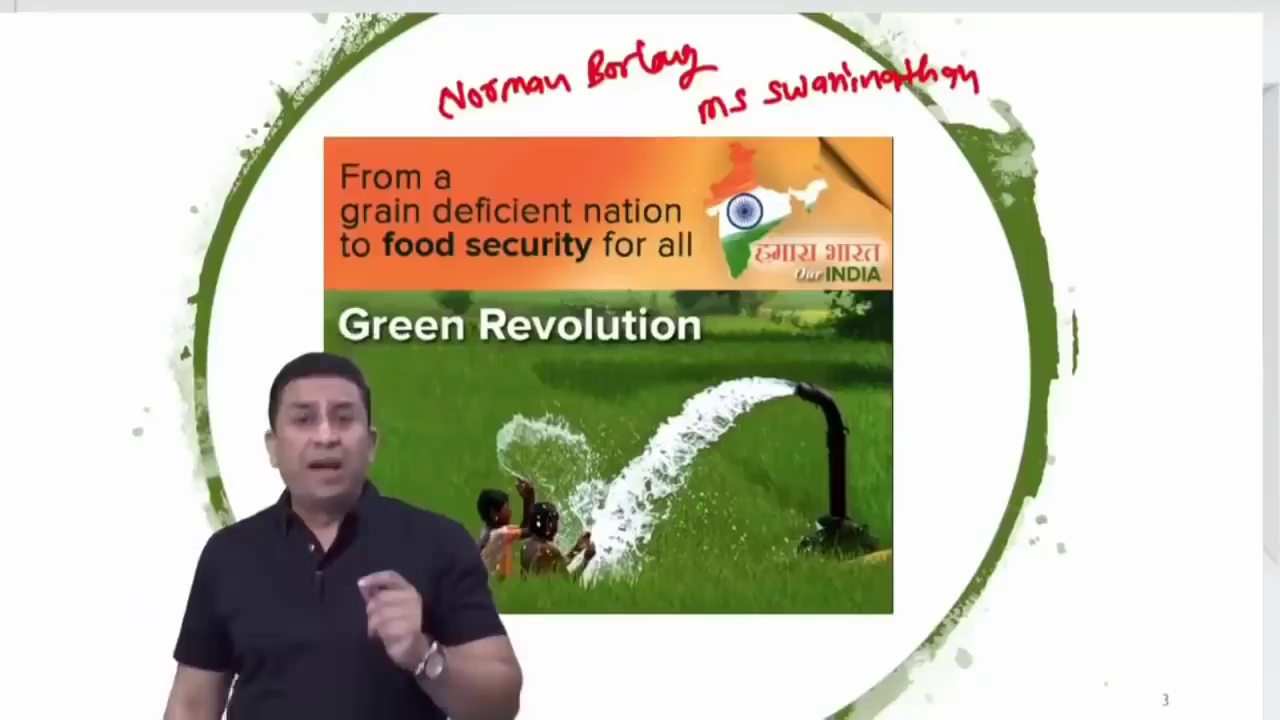 Norman Borlaug
MS Swaminathan
From a
grain deficient nation
to food security for all
हमारा भारत
Our INDIA
Green Revolution
3